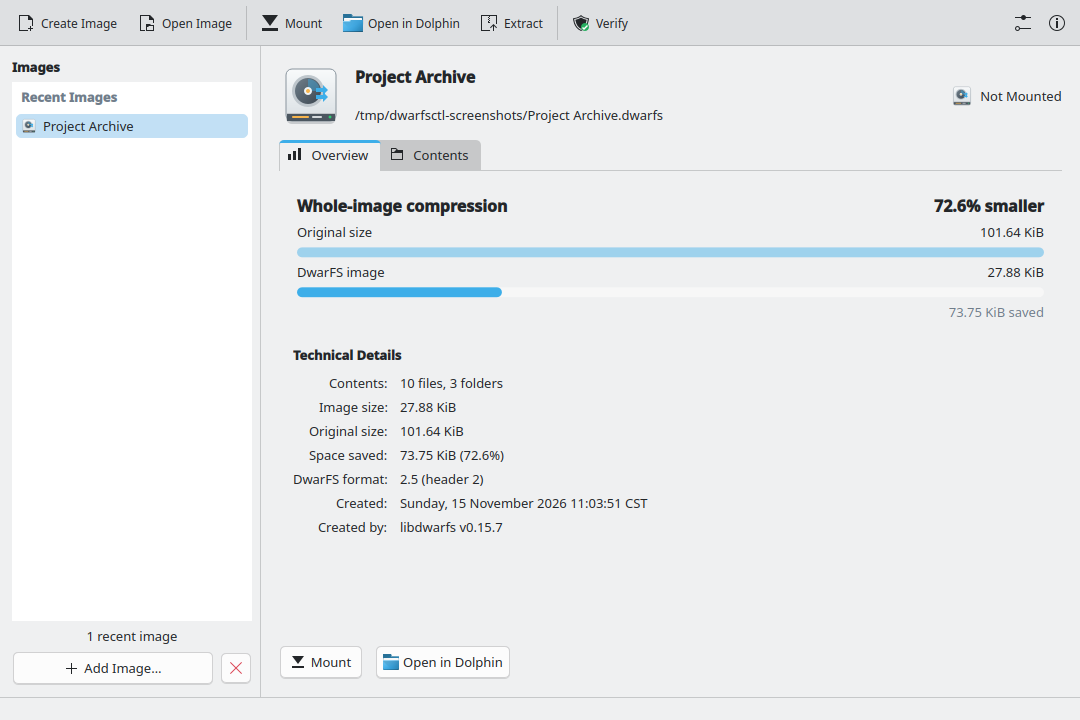 Create Image
Open Image
Mount
Open in Dolphin
Extract
Verify
Images
Recent Images
Project Archive
1 recent image
Add Image...
Project Archive
/tmp/dwarfsctl-screenshots/Project Archive.dwarfs
Not Mounted
Overview
Contents
Whole-image compression 72.6% smaller
Original size 101.64 KiB
DwarFS image 27.88 KiB
73.75 KiB saved
Technical Details
Contents: 10 files, 3 folders
Image size: 27.88 KiB
Original size: 101.64 KiB
Space saved: 73.75 KiB (72.6%)
DwarFS format: 2.5 (header 2)
Created: Sunday, 15 November 2026 11:03:51 CST
Created by: libdwarfs v0.15.7
Mount
Open in Dolphin